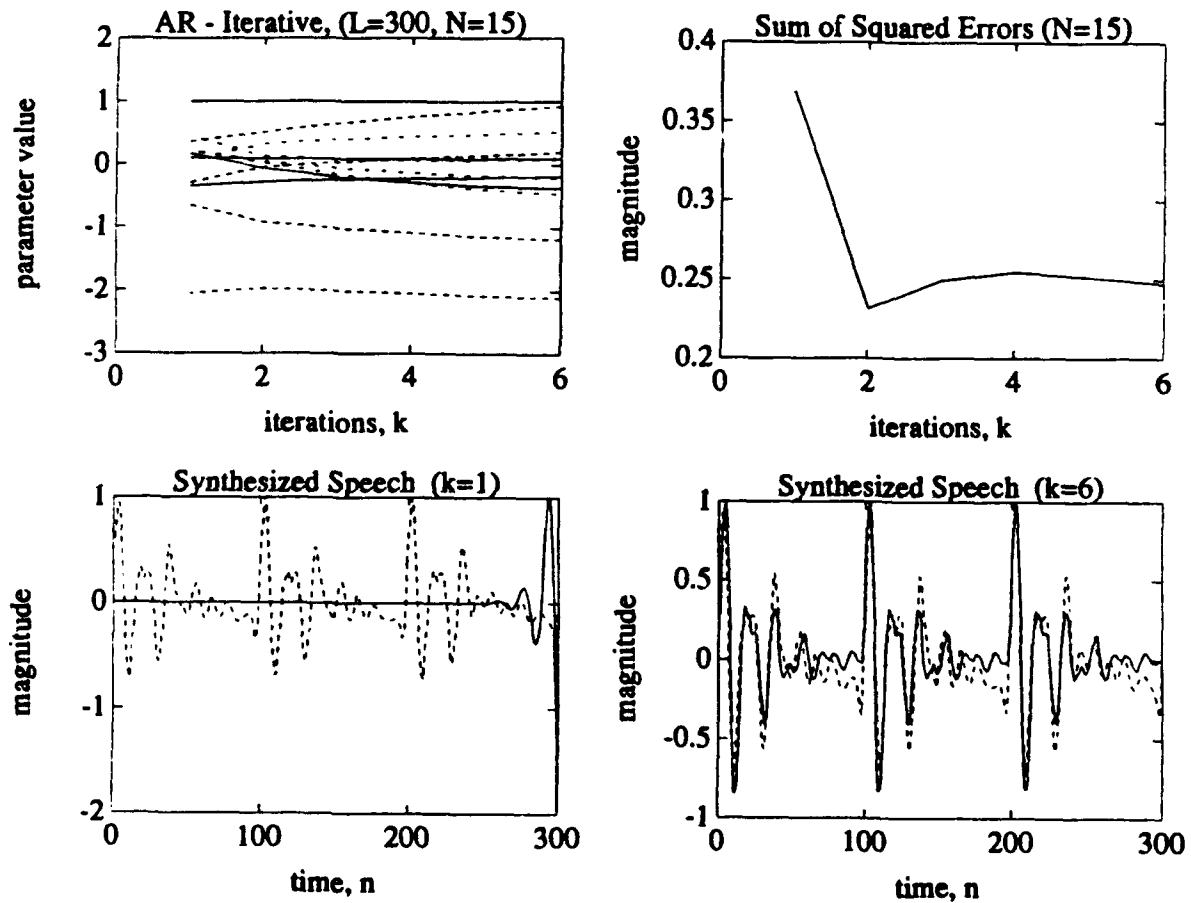 AR - Iterative, (L=300, N=15)
2
1
0
-1
-2
-3
parameter value
0 2 4 6
iterations, k
Sum of Squared Errors (N=15)
0.4
0.35
0.3
0.25
0.2
magnitude
0 2 4 6
iterations, k
Synthesized Speech (k=1)
1
0
-1
-2
magnitude
0 100 200 300
time, n
Synthesized Speech (k=6)
1
0.5
0
-0.5
-1
magnitude
0 100 200 300
time, n